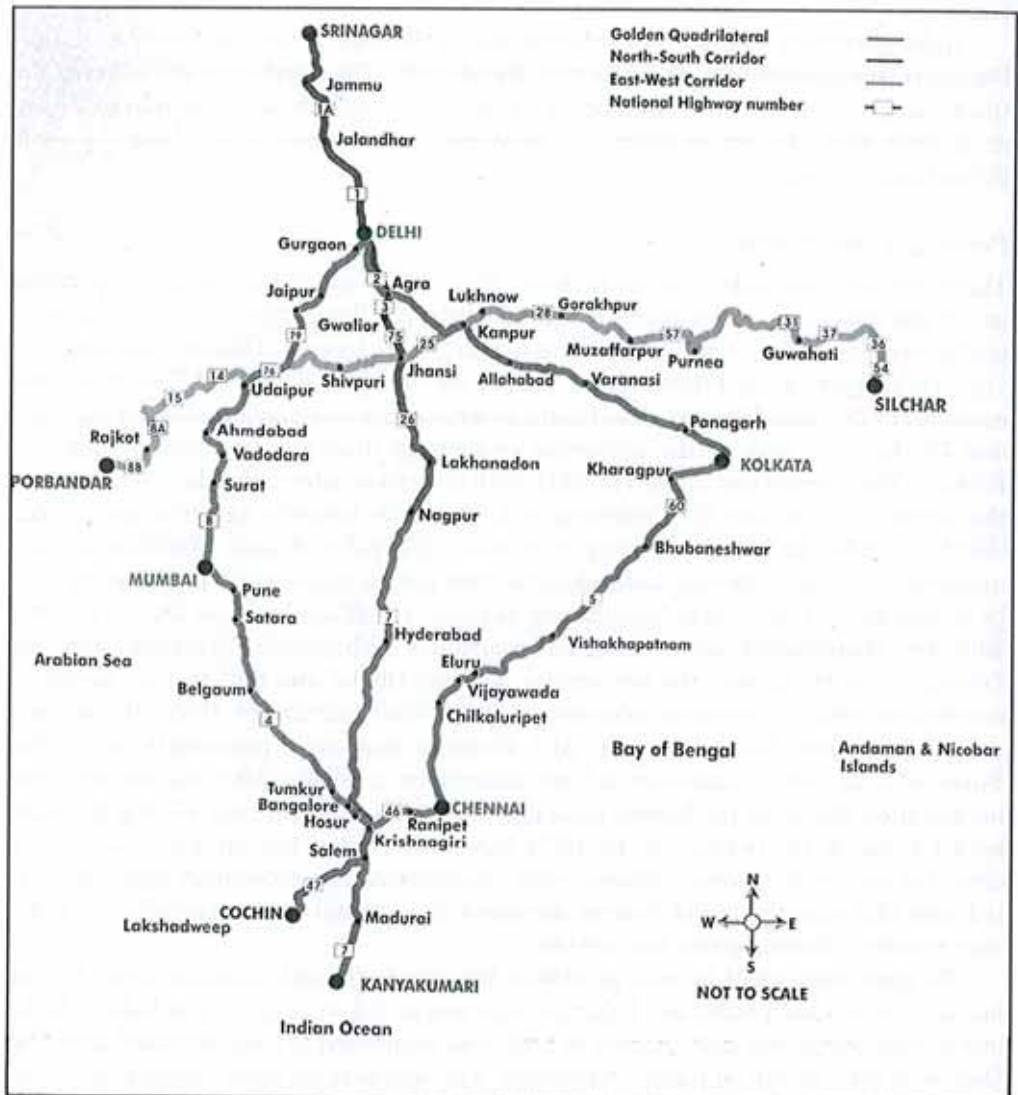 SRINAGAR
Golden Quadrilateral
North-South Corridor
East-West Corridor
National Highway number
Jammu
1A
Jalandhar
1
DELHI
Gurgaon
2
Agra
Jaipur
3
Lukhnow
28
Gorakhpur
Gwalior
75
25
Kanpur
57
35
37
36
79
Muzaffarpur
Purnea
Guwahati
54
76
Shivpuri
Jhansi
Allahabad
Varanasi
14
Udaipur
SILCHAR
15
8A
26
Panagarh
Rajkot
Ahmdabad
Vadodara
Lakhanadon
Kharagpur
KOLKATA
8B
PORBANDAR
Surat
Nagpur
60
8
Bhubaneshwar
MUMBAI
Pune
5
Satara
7
Hyderabad
Vishakhapatnam
Arabian Sea
Eluru
Belgaum
Vijayawada
4
Chilkaluripet
Bay of Bengal
Andaman & Nicobar
Islands
Tumkur
Bangalore
46
CHENNAI
Hosur
Ranipet
Krishnagiri
Salem
47
COCHIN
Lakshadweep
Madurai
N
W
E
S
7
KANYAKUMARI
NOT TO SCALE
Indian Ocean